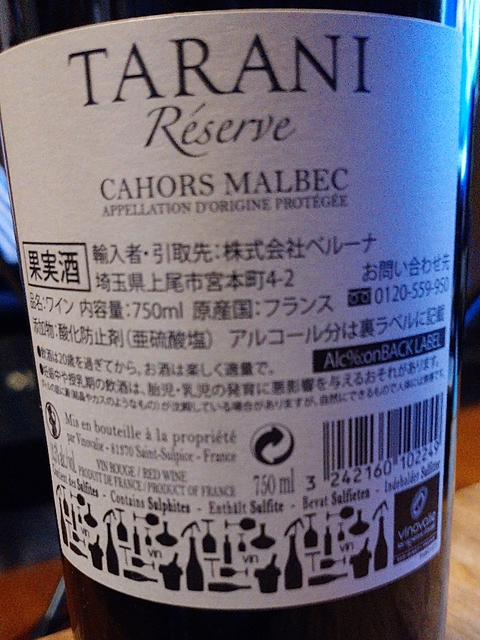 TARANI
Réserve
CAHORS MALBEC
APPELLATION D'ORIGINE PROTÉGÉE
果実酒
輸入者・引取先：株式会社ベルーナ
埼玉県上尾市宮本町4-2
お問い合わせ先
0120-559-950
品名：ワイン 内容量：750ml 原産国：フランス
添加物：酸化防止剤（亜硫酸塩） アルコール分は裏ラベルに記載
Alc%:onBACK LABEL
●飲酒は20歳を過ぎてから。お酒は楽しく適量で。
●妊娠中や授乳期の飲酒は、胎児・乳児の発育に悪影響を与えるおそれがあります。
Mis en bouteille à la propriété
par Vinovalie - 81370 Saint-Sulpice - France
VIN ROUGE / RED WINE
PRODUIT DE FRANCE / PRODUCT OF FRANCE
750 ml
3 242160 102249
Contient des Sulfites - Contains Sulphites - Enthält Sulfite - Bevat Sulfieten - Indeholder Sulfitter
vin
vin
vin
vinovalie